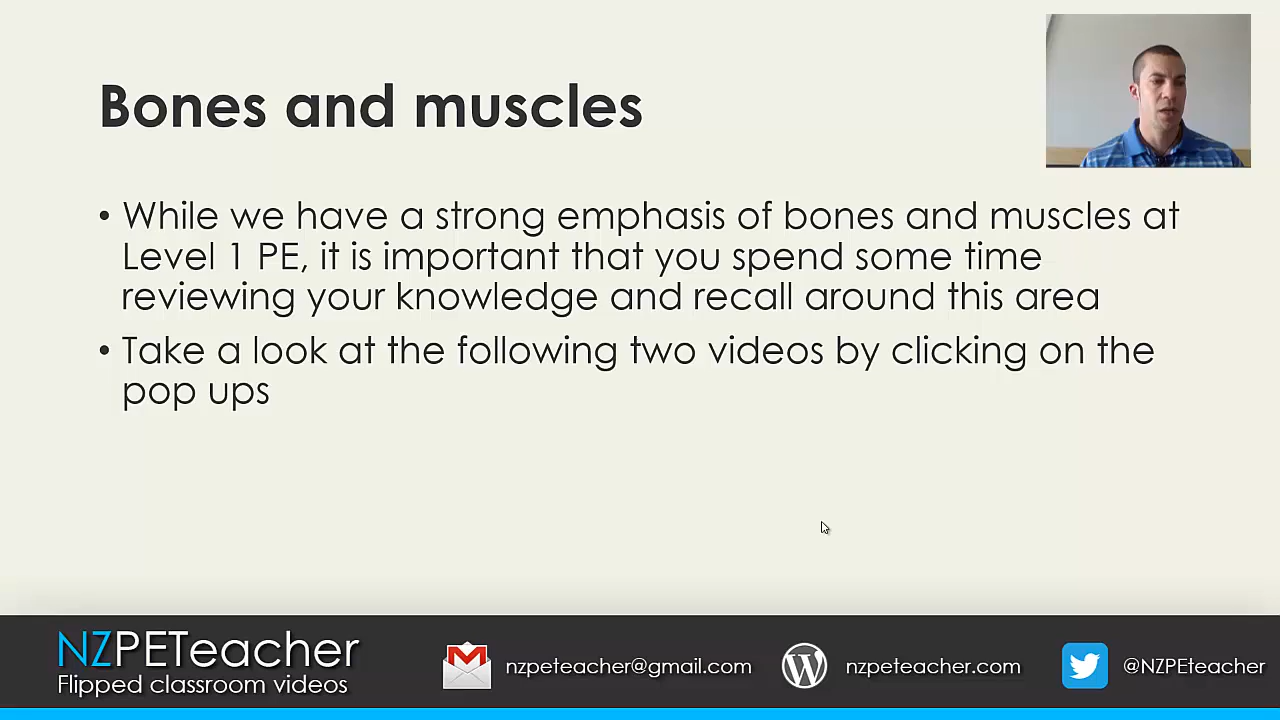 Bones and muscles
• While we have a strong emphasis of bones and muscles at
Level 1 PE, it is important that you spend some time
reviewing your knowledge and recall around this area
• Take a look at the following two videos by clicking on the
pop ups
NZPETeacher
Flipped classroom videos
nzpeteacher@gmail.com
nzpeteacher.com
@NZPEteacher